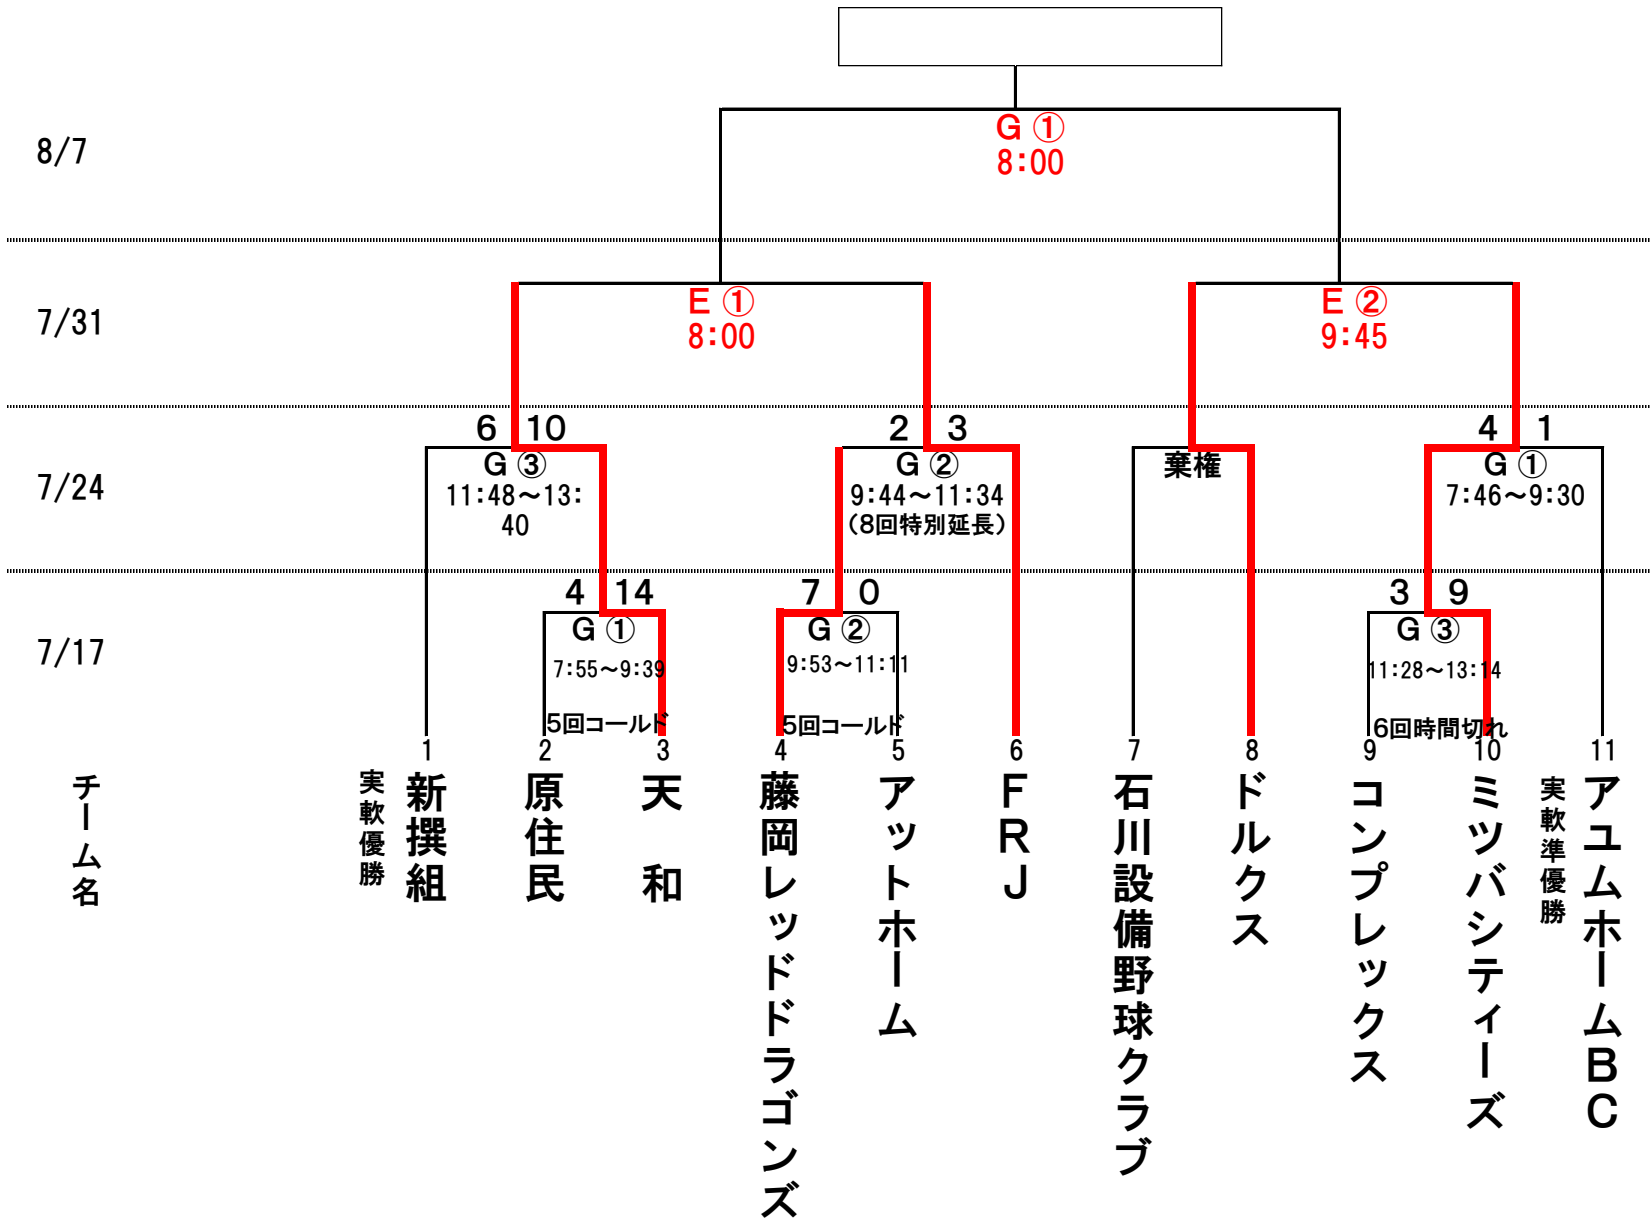 8/7
G ①
8:00
7/31
E ①
8:00
E ②
9:45
7/24
6 10
G ③
11:48～13:
40
2 3
G ②
9:44～11:34
(8回特別延長)
棄権
4 1
G ①
7:46～9:30
7/17
4 14
G ①
7:55～9:39
5回コールド
7 0
G ②
9:53～11:11
5回コールド
3 9
G ③
11:28～13:14
6回時間切れ
1 2 3 4 5 6 7 8 9 10 11
チーム名
実軟優勝
新撰組
原住民
天 和
藤岡レッドドラゴンズ
アットホーム
FRJ
石川設備野球クラブ
ドルクス
コンプレックス
ミツバシティーズ
実軟準優勝
アユムホームBC